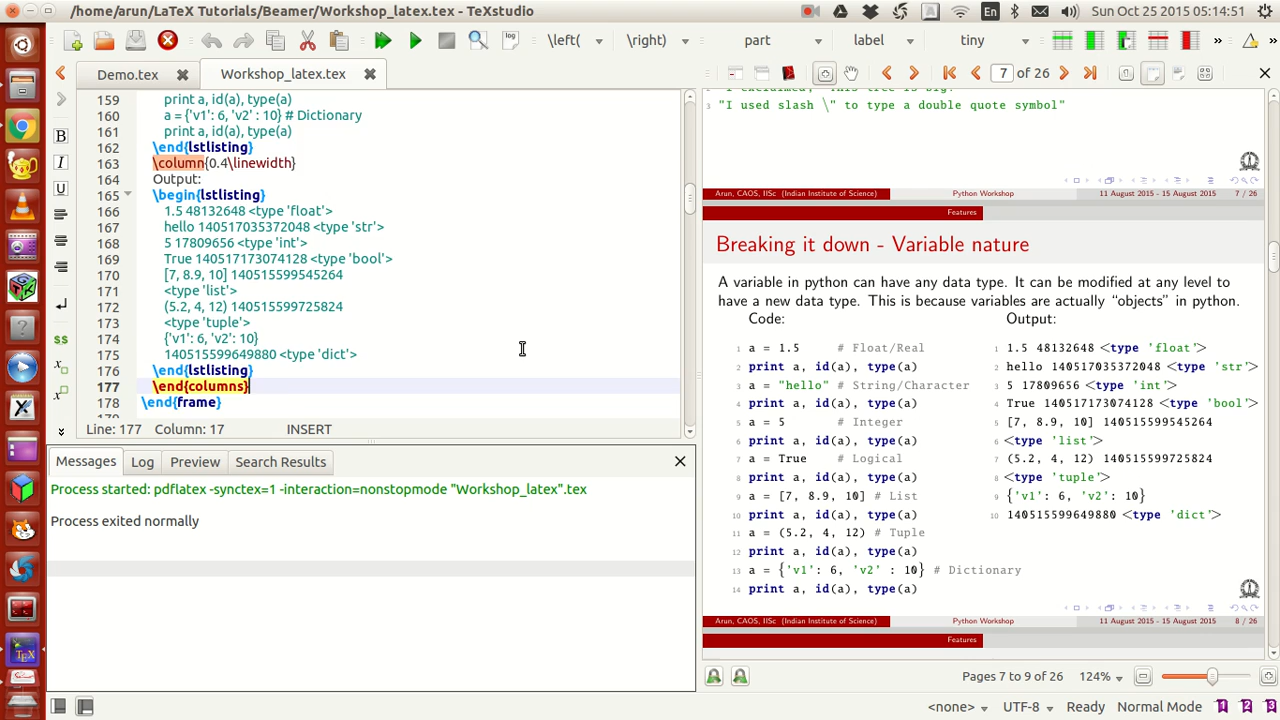 /home/arun/LaTeX Tutorials/Beamer/Workshop_latex.tex - TeXstudio
En
Sun Oct 25 2015 05:14:51
\left(
\right)
part
label
tiny
Demo.tex
Workshop_latex.tex
7 of 26
159 print a, id(a), type(a)
160 a = {'v1': 6, 'v2' : 10} # Dictionary
161 print a, id(a), type(a)
162 \end{lstlisting}
163 \column{0.4\linewidth}
164 Output:
165 \begin{lstlisting}
166 1.5 48132648 <type 'float'>
167 hello 140517035372048 <type 'str'>
168 5 17809656 <type 'int'>
169 True 140517173074128 <type 'bool'>
170 [7, 8.9, 10] 140515599545264
171 <type 'list'>
172 (5.2, 4, 12) 140515599725824
173 <type 'tuple'>
174 {'v1': 6, 'v2': 10}
175 140515599649880 <type 'dict'>
176 \end{lstlisting}
177 \end{columns}
178 \end{frame}
Line: 177 Column: 17 INSERT
Messages Log Preview Search Results
Process started: pdflatex -synctex=1 -interaction=nonstopmode "Workshop_latex".tex
Process exited normally
3 "I used slash \" to type a double quote symbol"
Arun, CAOS, IISc (Indian Institute of Science) Python Workshop 11 August 2015 - 15 August 2015 7 / 26
Features
Breaking it down - Variable nature
A variable in python can have any data type. It can be modified at any level to
have a new data type. This is because variables are actually “objects” in python.
Code:
1 a = 1.5 # Float/Real
2 print a, id(a), type(a)
3 a = "hello" # String/Character
4 print a, id(a), type(a)
5 a = 5 # Integer
6 print a, id(a), type(a)
7 a = True # Logical
8 print a, id(a), type(a)
9 a = [7, 8.9, 10] # List
10 print a, id(a), type(a)
11 a = (5.2, 4, 12) # Tuple
12 print a, id(a), type(a)
13 a = {'v1': 6, 'v2' : 10} # Dictionary
14 print a, id(a), type(a)
Output:
1 1.5 48132648 <type 'float'>
2 hello 140517035372048 <type 'str'>
3 5 17809656 <type 'int'>
4 True 140517173074128 <type 'bool'>
5 [7, 8.9, 10] 140515599545264
6 <type 'list'>
7 (5.2, 4, 12) 140515599725824
8 <type 'tuple'>
9 {'v1': 6, 'v2': 10}
10 140515599649880 <type 'dict'>
Arun, CAOS, IISc (Indian Institute of Science) Python Workshop 11 August 2015 - 15 August 2015 8 / 26
Features
Pages 7 to 9 of 26 124%
<none> UTF-8 Ready Normal Mode